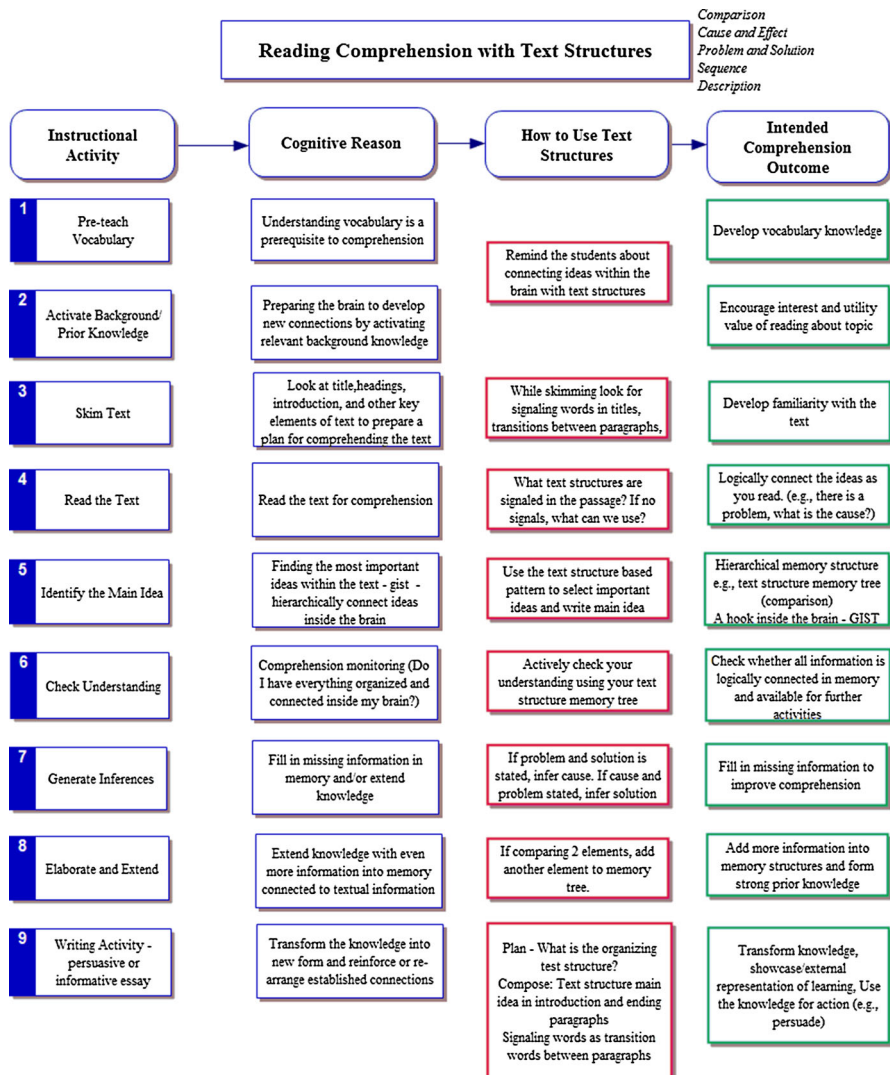 Reading Comprehension with Text Structures
Comparison
Cause and Effect
Problem and Solution
Sequence
Description
Instructional
Activity
Cognitive Reason
How to Use Text
Structures
Intended
Comprehension
Outcome
1
Pre-teach
Vocabulary
Understanding vocabulary is a
prerequisite to comprehension
Remind the students about
connecting ideas within the
brain with text structures
Develop vocabulary knowledge
2
Activate Background/
Prior Knowledge
Preparing the brain to develop
new connections by activating
relevant background knowledge
Encourage interest and utility
value of reading about topic
3
Skim Text
Look at title,headings,
introduction, and other key
elements of text to prepare a
plan for comprehending the text
While skimming look for
signaling words in titles,
transitions between paragraphs,
Develop familiarity with the
text
4
Read the Text
Read the text for comprehension
What text structures are
signaled in the passage? If no
signals, what can we use?
Logically connect the ideas as
you read. (e.g., there is a
problem, what is the cause?)
5
Identify the Main Idea
Finding the most important
ideas within the text - gist -
hierarchically connect ideas
inside the brain
Use the text structure based
pattern to select important
ideas and write main idea
Hierarchical memory structure
e.g., text structure memory tree
(comparison)
A hook inside the brain - GIST
6
Check Understanding
Comprehension monitoring (Do
I have everything organized and
connected inside my brain?)
Actively check your
understanding using your text
structure memory tree
Check whether all information is
logically connected in memory
and available for further
activities
7
Generate Inferences
Fill in missing information in
memory and/or extend
knowledge
If problem and solution is
stated, infer cause. If cause and
problem stated, infer solution
Fill in missing information to
improve comprehension
8
Elaborate and Extend
Extend knowledge with even
more information into memory
connected to textual information
If comparing 2 elements, add
another element to memory
tree.
Add more information into
memory structures and form
strong prior knowledge
9
Writing Activity -
persuasive or
informative essay
Transform the knowledge into
new form and reinforce or re-
arrange established connections
Plan - What is the organizing
test structure?
Compose: Text structure main
idea in introduction and ending
paragraphs
Signaling words as transition
words between paragraphs
Transform knowledge,
showcase/external
representation of learning, Use
the knowledge for action (e.g.,
persuade)